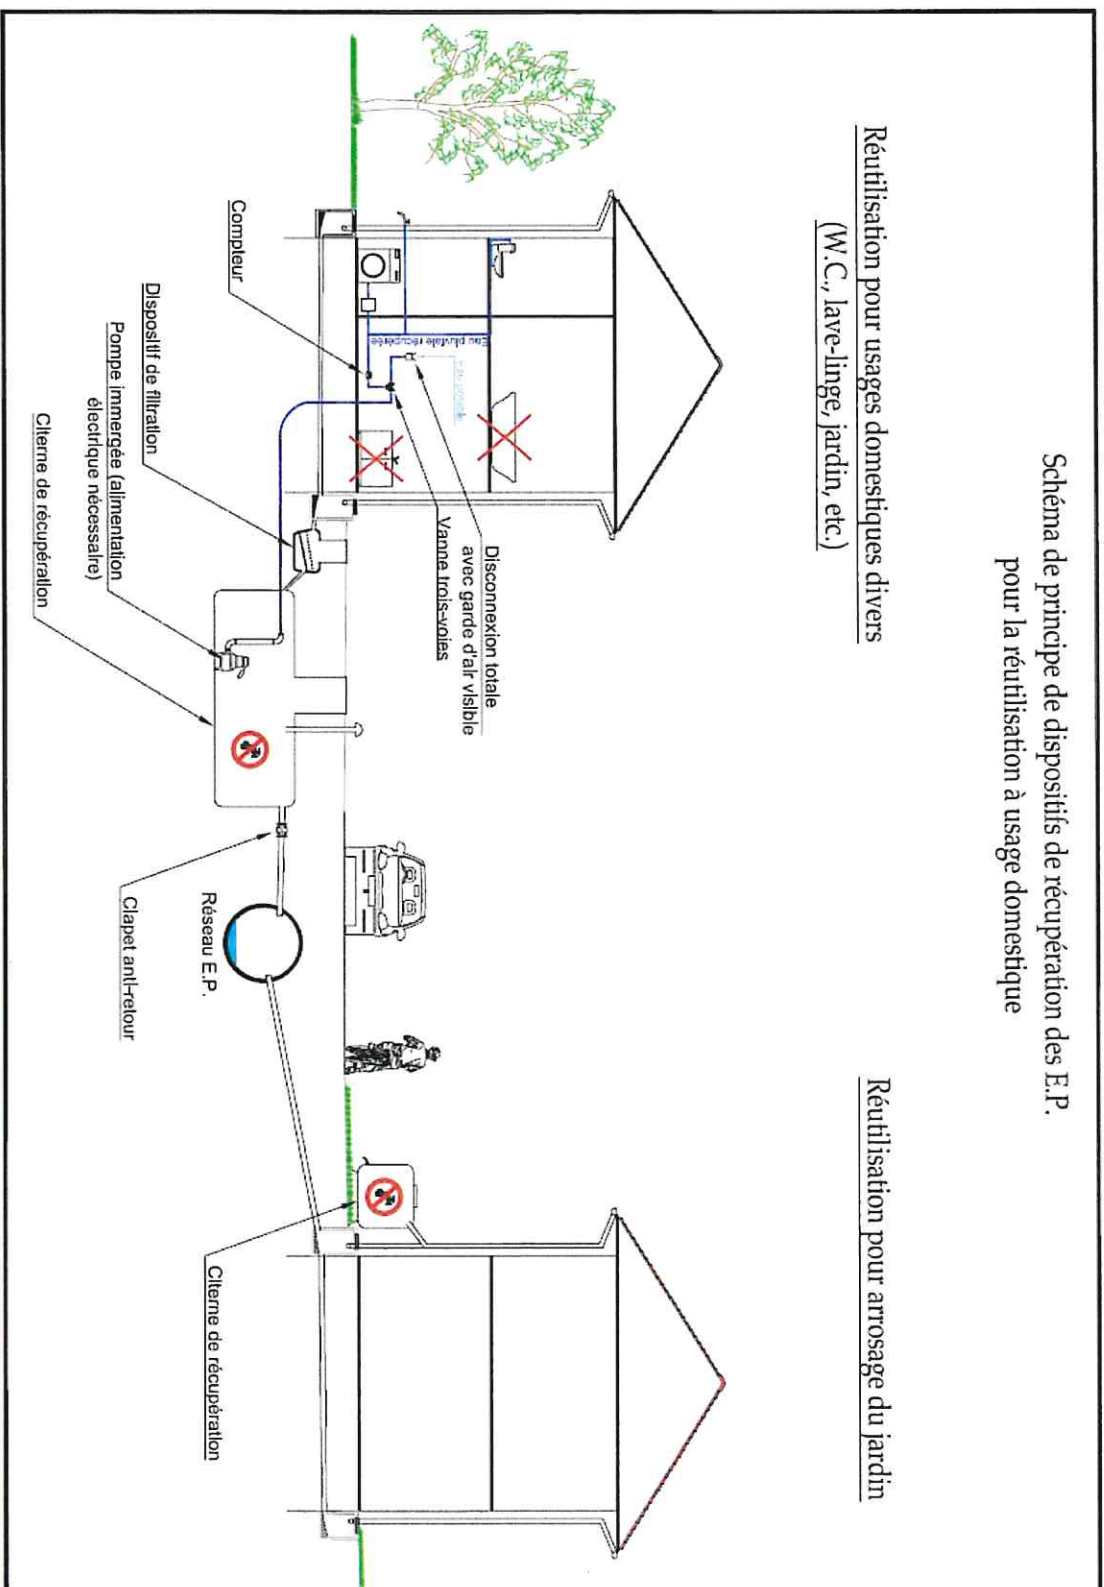 Schéma de principe de dispositifs de récupération des E.P.
pour la réutilisation à usage domestique
Réutilisation pour usages domestiques divers
(W.C., lave-linge, jardin, etc.)
Réutilisation pour arrosage du jardin
Eau potable
Eau pluviale récupérée
Disconnexion totale
avec garde d'air visible
Vanne trois-voies
Compteur
Dispositif de filtration
Pompe immergée (alimentation
électrique nécessaire)
Citerne de récupération
Réseau E.P.
Clapet anti-retour
Citerne de récupération